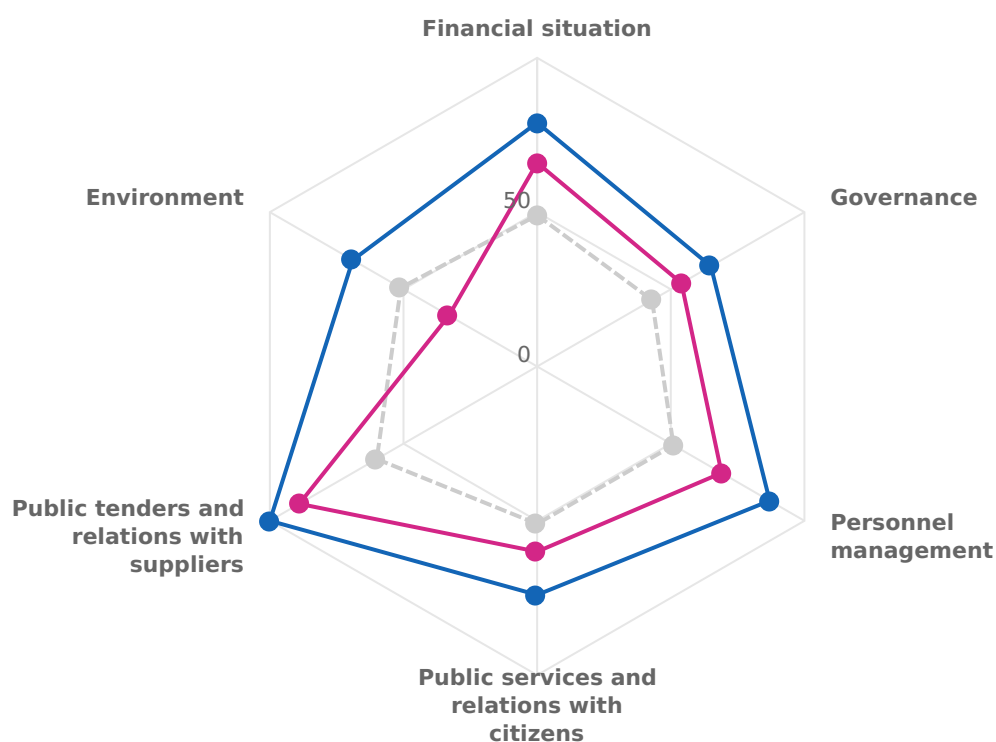 Financial situation
Environment
50
Governance
0
Public tenders and
relations with
suppliers
Personnel
management
Public services and
relations with
citizens